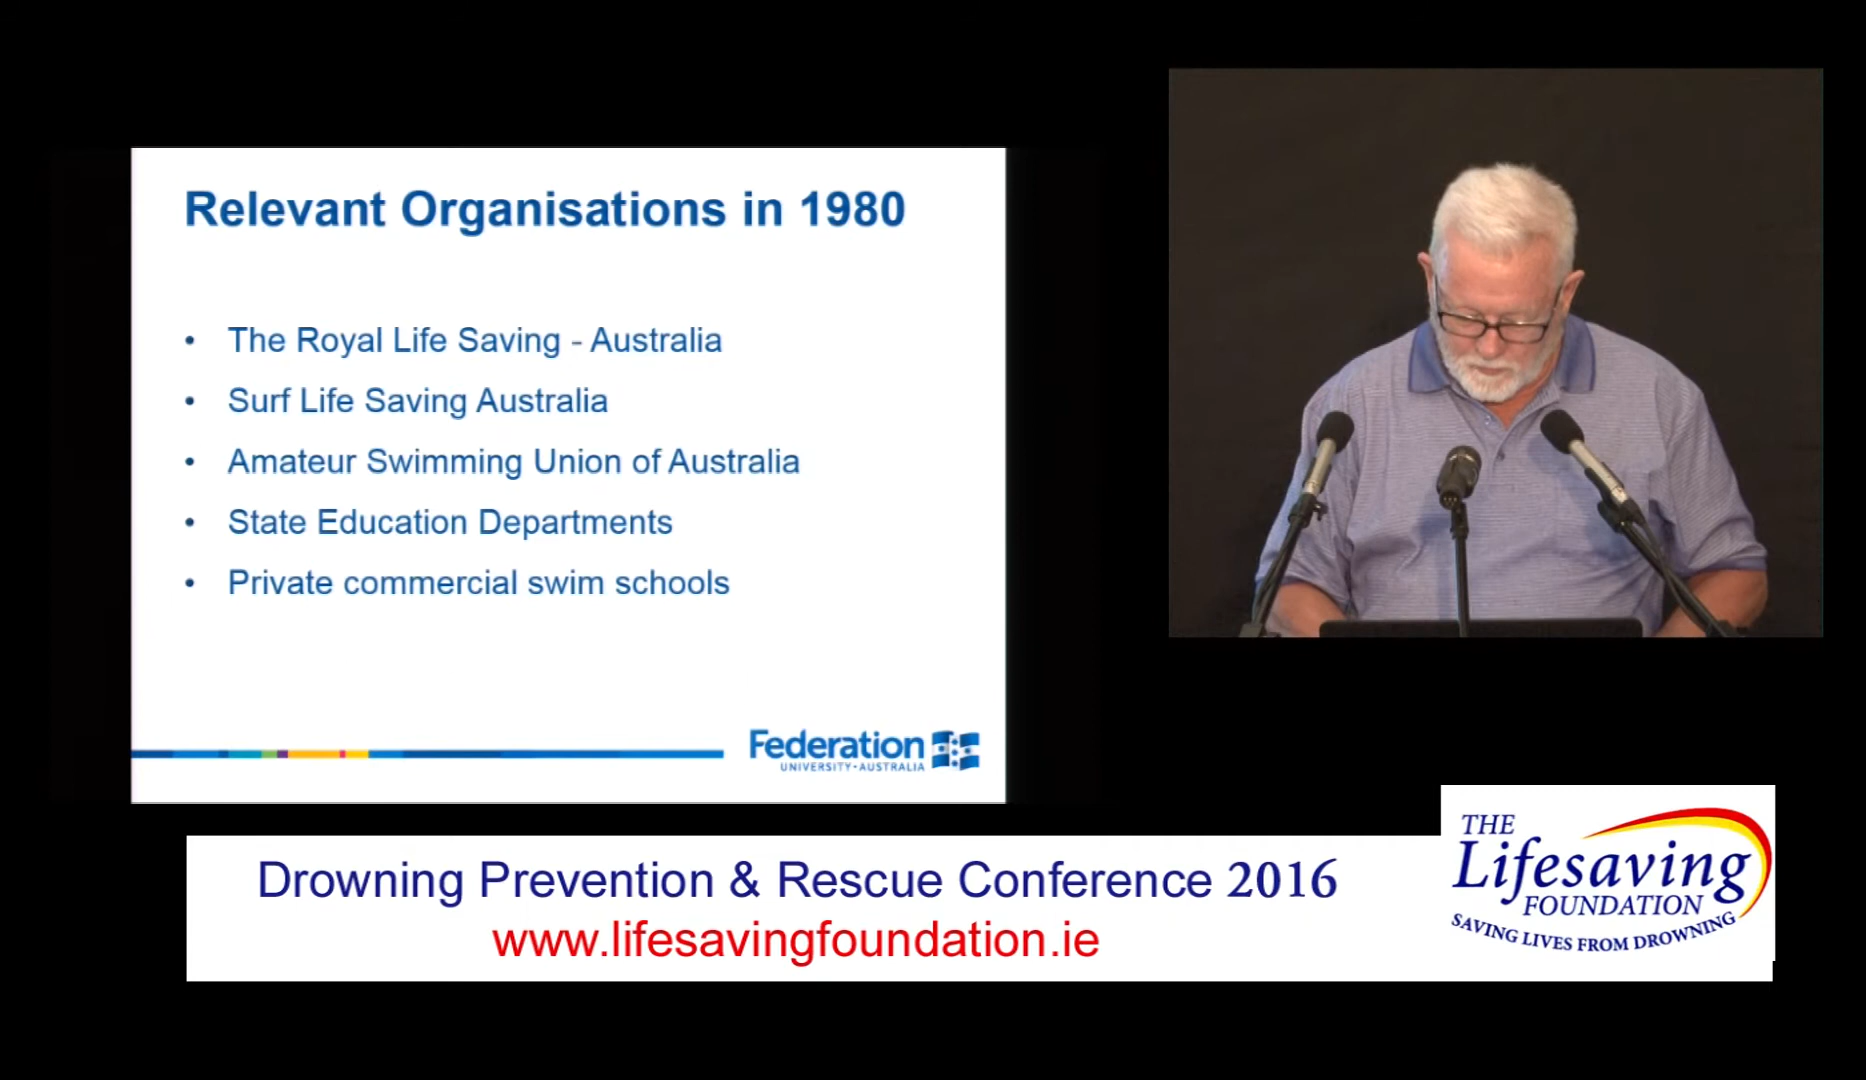 Relevant Organisations in 1980
• The Royal Life Saving - Australia
• Surf Life Saving Australia
• Amateur Swimming Union of Australia
• State Education Departments
• Private commercial swim schools
Federation
UNIVERSITY • AUSTRALIA
Drowning Prevention & Rescue Conference 2016
www.lifesavingfoundation.ie
THE
Lifesaving
FOUNDATION
SAVING LIVES FROM DROWNING